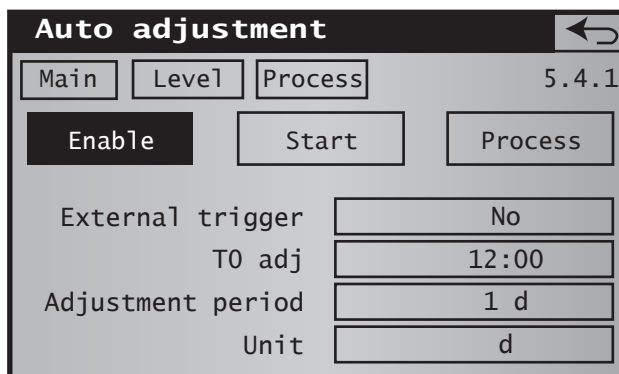 Auto adjustment
Main Level Process 5.4.1
Enable Start Process
External trigger No
T0 adj 12:00
Adjustment period 1 d
Unit d